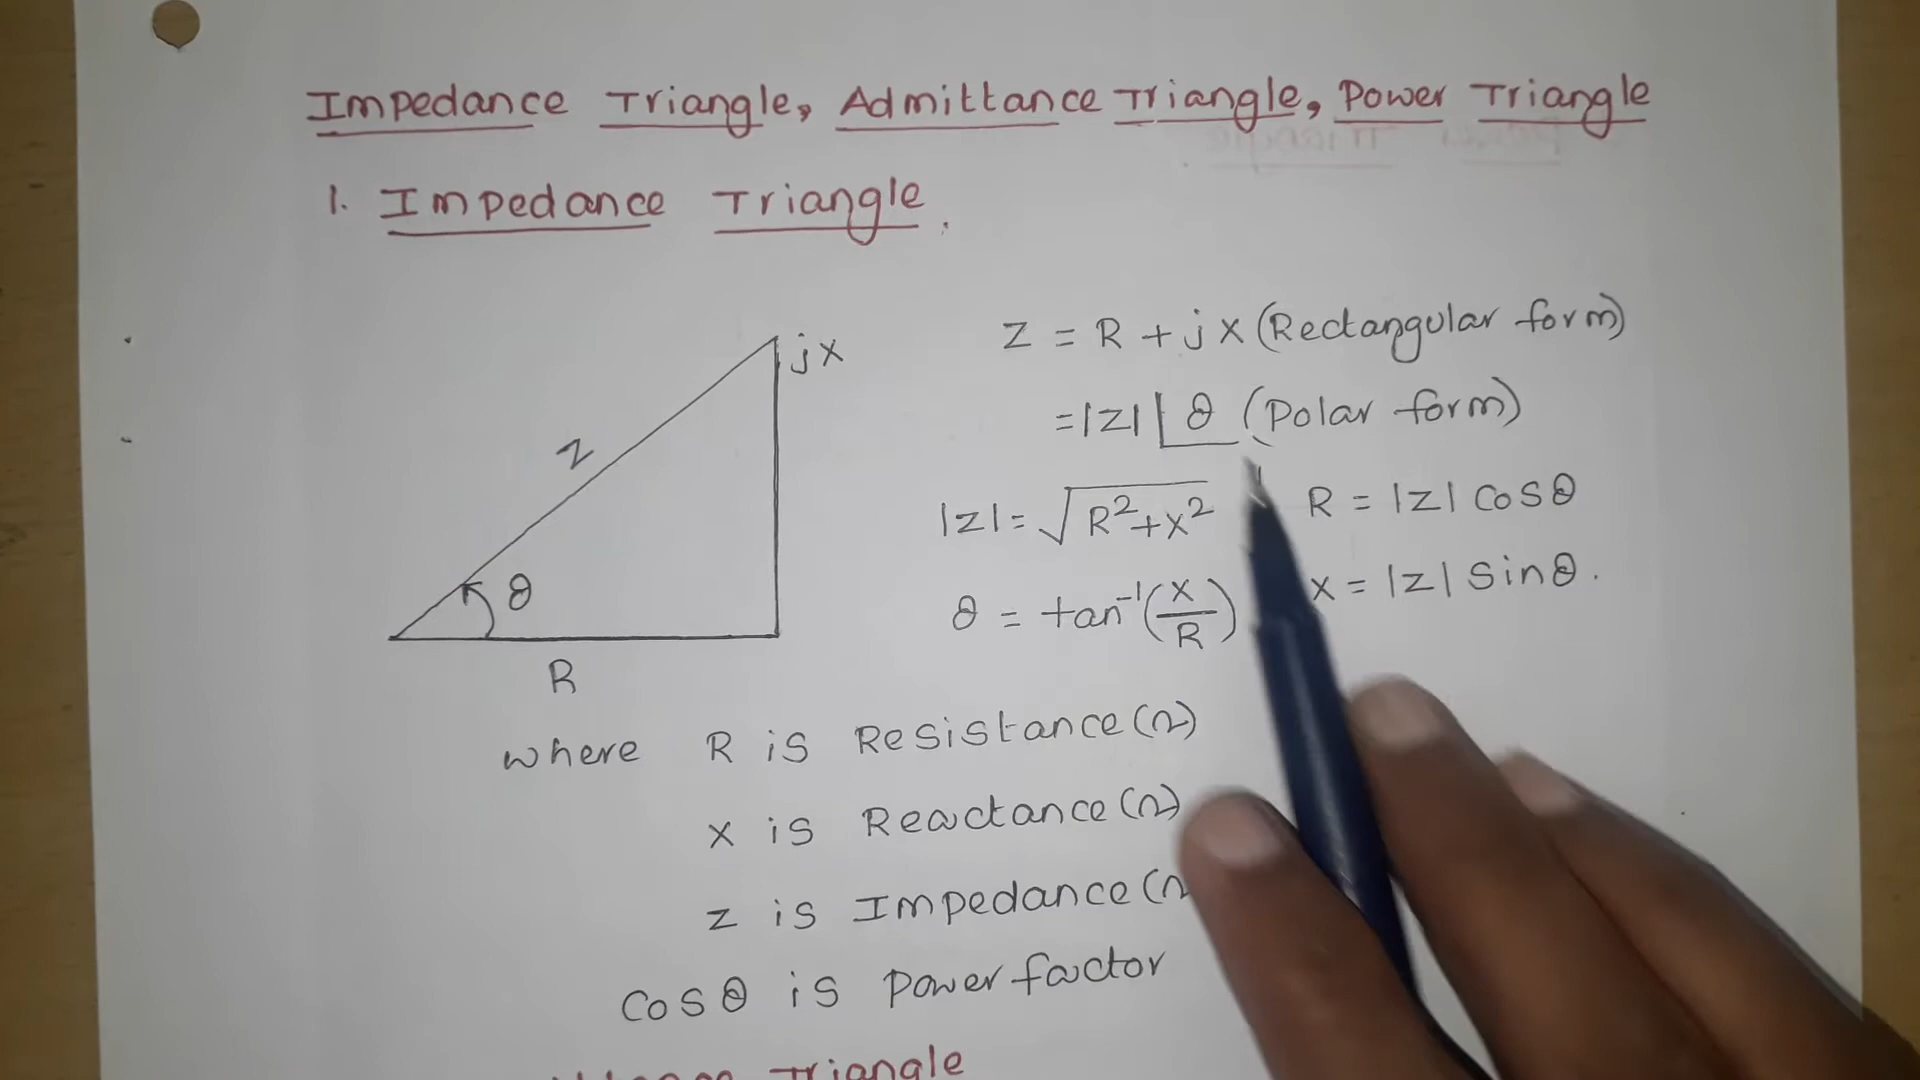 Impedance Triangle, Admittance Triangle, Power Triangle
1. Impedance Triangle.
jX
Z
θ
R
Z = R + jX (Rectangular form)
= |Z| ∠θ (Polar form)
|Z| = √(R²+X²)
R = |Z| Cosθ
θ = tan⁻¹(X/R)
X = |Z| Sinθ.
where R is Resistance (Ω)
X is Reactance (Ω)
Z is Impedance (Ω
Cosθ is Power factor
Triangle